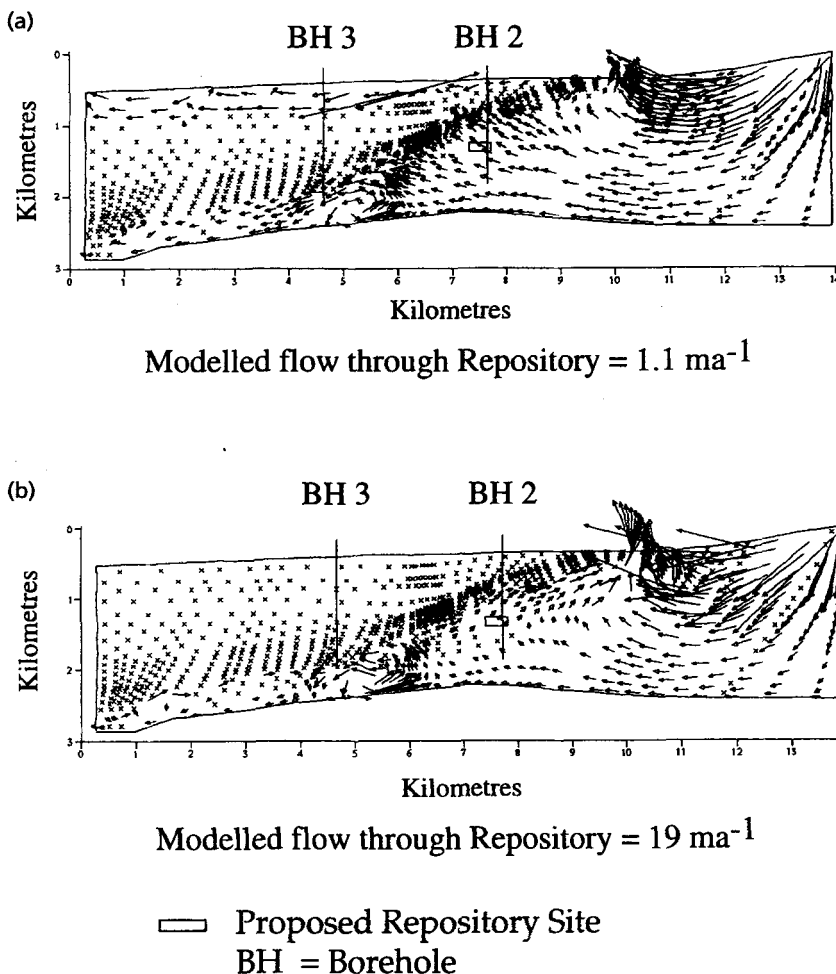 (a)
BH 3 BH 2
0
1
2
3
Kilometres
0 1 2 3 4 5 6 7 8 9 10 11 12 13 14
Kilometres
Modelled flow through Repository = 1.1 ma⁻¹
(b)
BH 3 BH 2
0
1
2
3
Kilometres
0 1 2 3 4 5 6 7 8 9 10 11 12 13
Kilometres
Modelled flow through Repository = 19 ma⁻¹
Proposed Repository Site
BH = Borehole